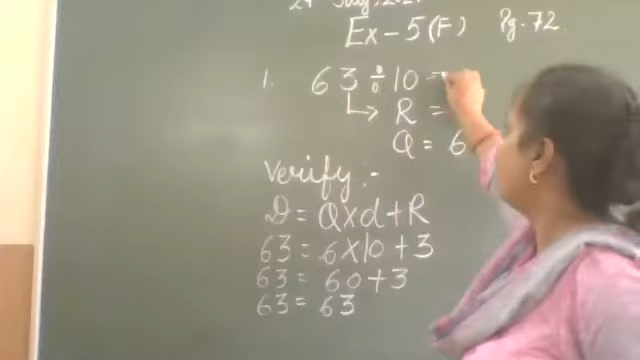 Ex - 5 (F) Pg. 72
1. 63 ÷ 10 =
↳ R =
Q = 6
Verify :-
D = Q x d + R
63 = 6 x 10 + 3
63 = 60 + 3
63 = 63